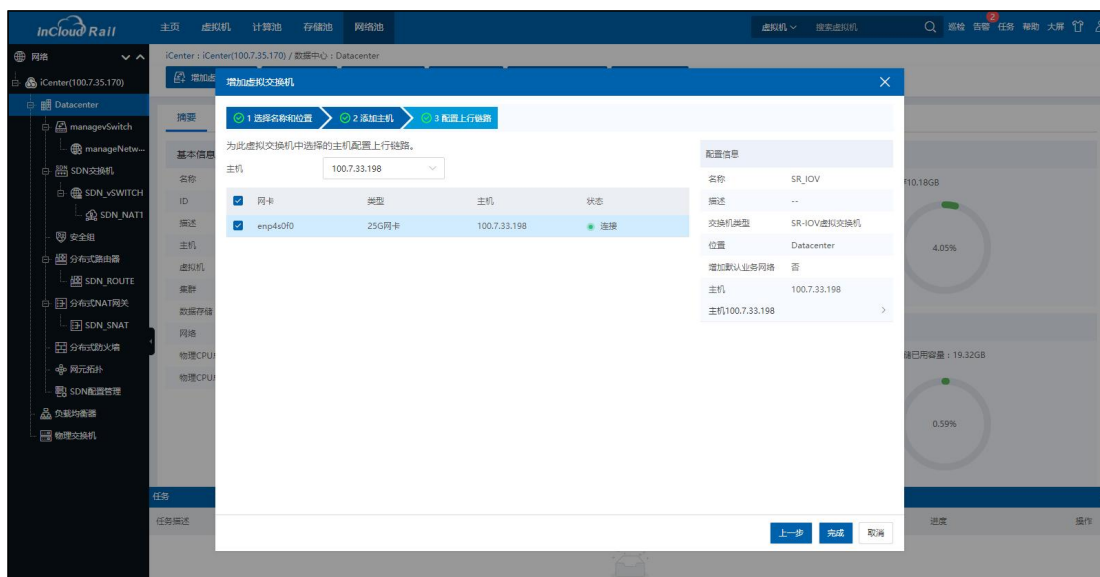 InCloud Rail
主页 虚拟机 计算池 存储池 网络池
虚拟机 搜索虚拟机 巡检 告警 2 任务 帮助 大屏
网络
iCenter : iCenter(100.7.35.170) / 数据中心 : Datacenter
iCenter(100.7.35.170)
Datacenter
managevSwitch
manageNetw...
SDN交换机
SDN_vSWITCH
SDN_NAT1
安全组
分布式路由器
SDN_ROUTE
分布式NAT网关
SDN_SNAT
分布式防火墙
网元拓扑
SDN配置管理
负载均衡器
物理交换机
增加虚
摘要
基本信息
名称
ID
描述
主机
虚拟机
集群
数据存储
网络
物理CPU
物理CPU
增加虚拟交换机
1 选择名称和位置
2 添加主机
3 配置上行链路
为此虚拟交换机中选择的主机配置上行链路。
主机 100.7.33.198
网卡 类型 主机 状态
enp4s0f0 25G网卡 100.7.33.198 连接
配置信息
名称 SR_IOV
描述 --
交换机类型 SR-IOV虚拟交换机
位置 Datacenter
增加默认业务网络 否
主机 100.7.33.198
主机100.7.33.198
上一步 完成 取消
10.18GB
4.05%
已用容量：19.32GB
0.59%
任务
任务描述 进度 操作